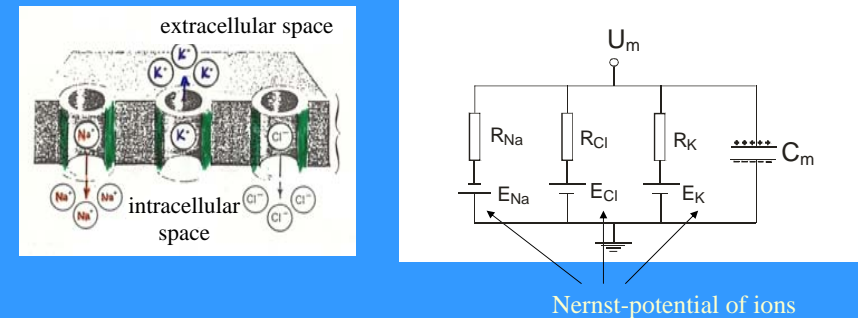 extracellular space
K+
K+ K+
Na+ K+ Cl−
Na+ Na+ Na+
intracellular
space
Cl− Cl− Cl−
Um
RNa RCl RK
+++++
Cm
ENa ECl EK
Nernst-potential of ions